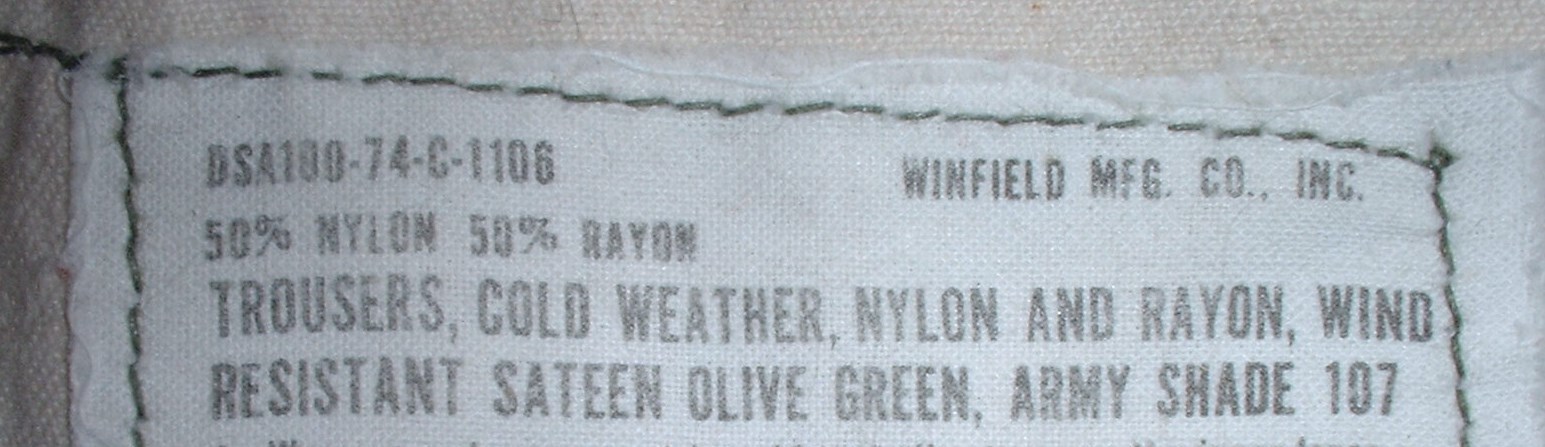 DSA100-74-C-1106 WINFIELD MFG. CO., INC.
50% NYLON 50% RAYON
TROUSERS, COLD WEATHER, NYLON AND RAYON, WIND
RESISTANT SATEEN OLIVE GREEN, ARMY SHADE 107